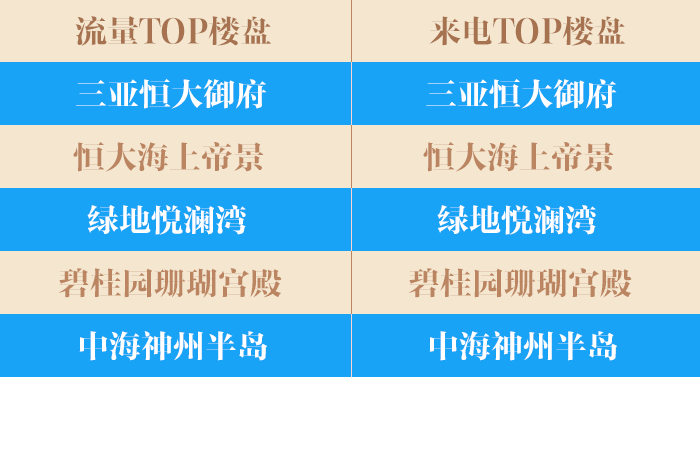 流量TOP楼盘 来电TOP楼盘
三亚恒大御府 三亚恒大御府
恒大海上帝景 恒大海上帝景
绿地悦澜湾 绿地悦澜湾
碧桂园珊瑚宫殿 碧桂园珊瑚宫殿
中海神州半岛 中海神州半岛